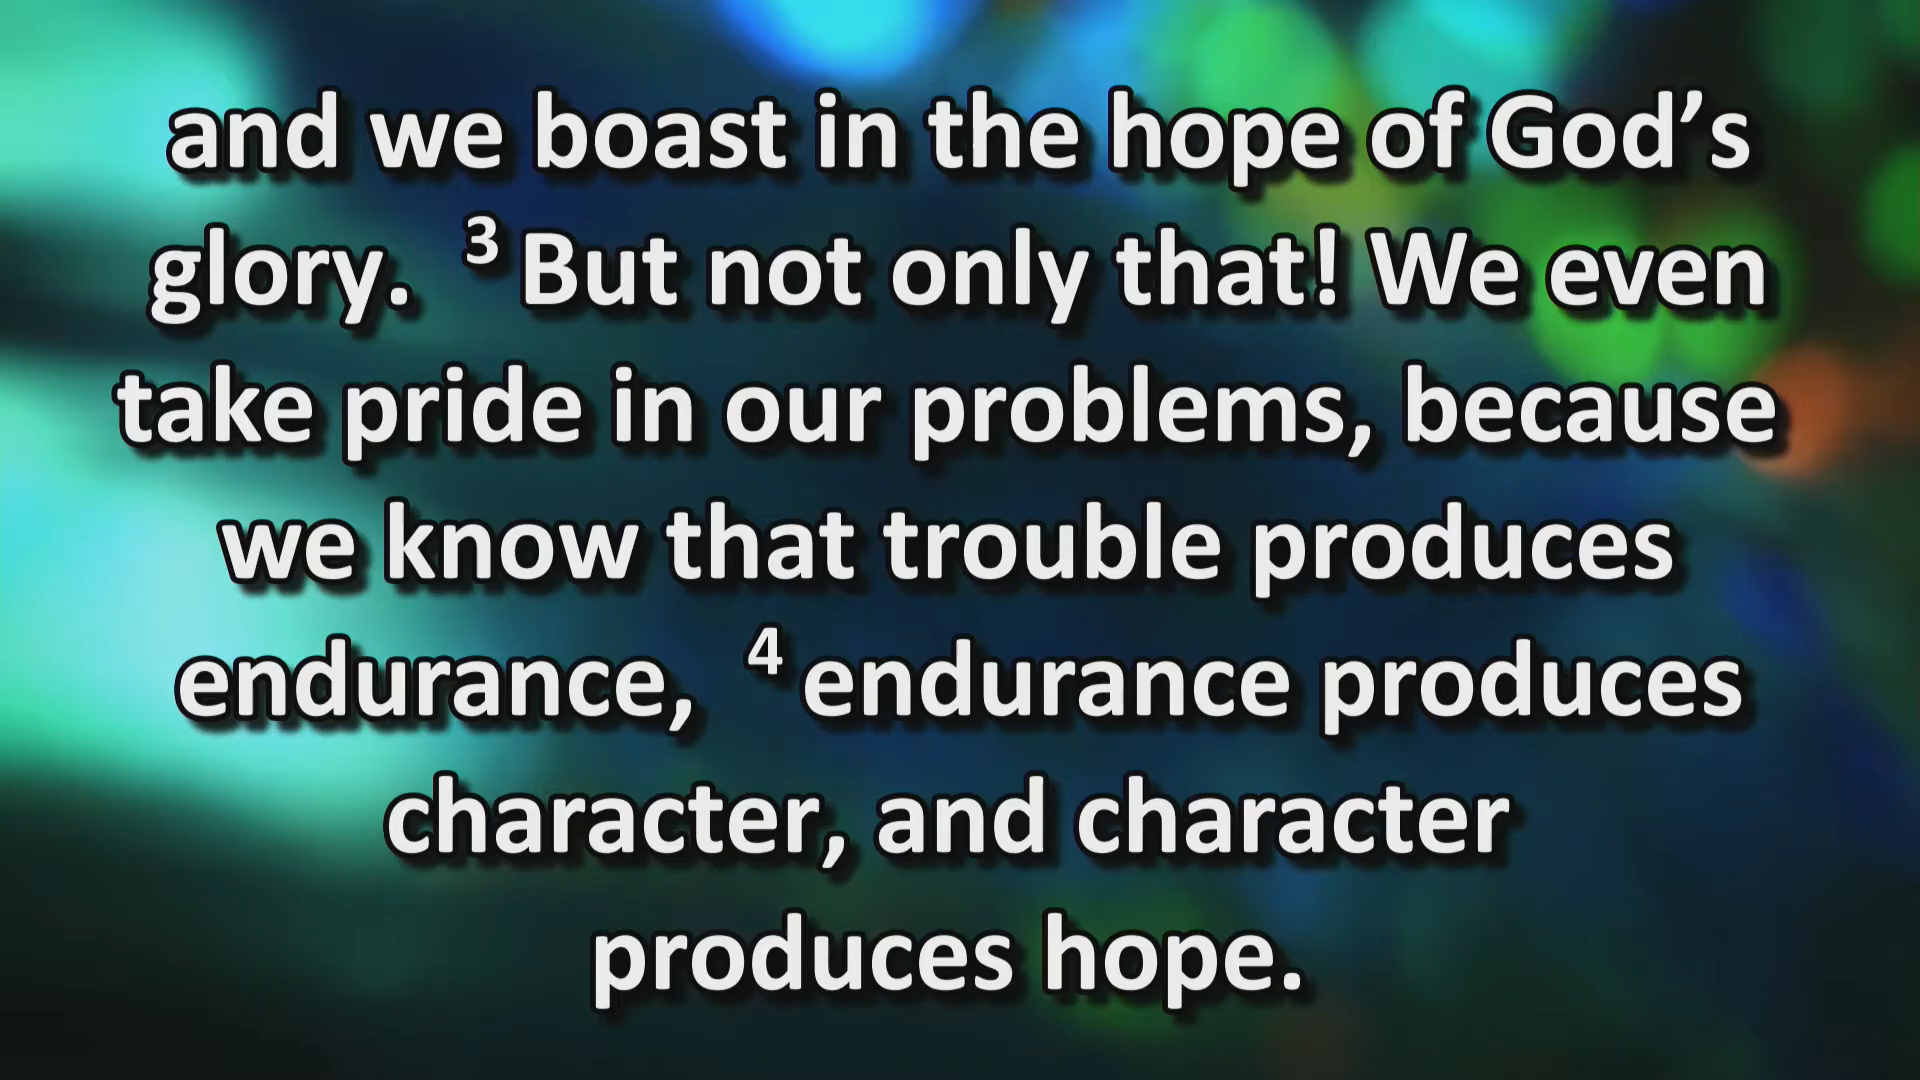 and we boast in the hope of God’s
glory. ³ But not only that! We even
take pride in our problems, because
we know that trouble produces
endurance, ⁴ endurance produces
character, and character
produces hope.